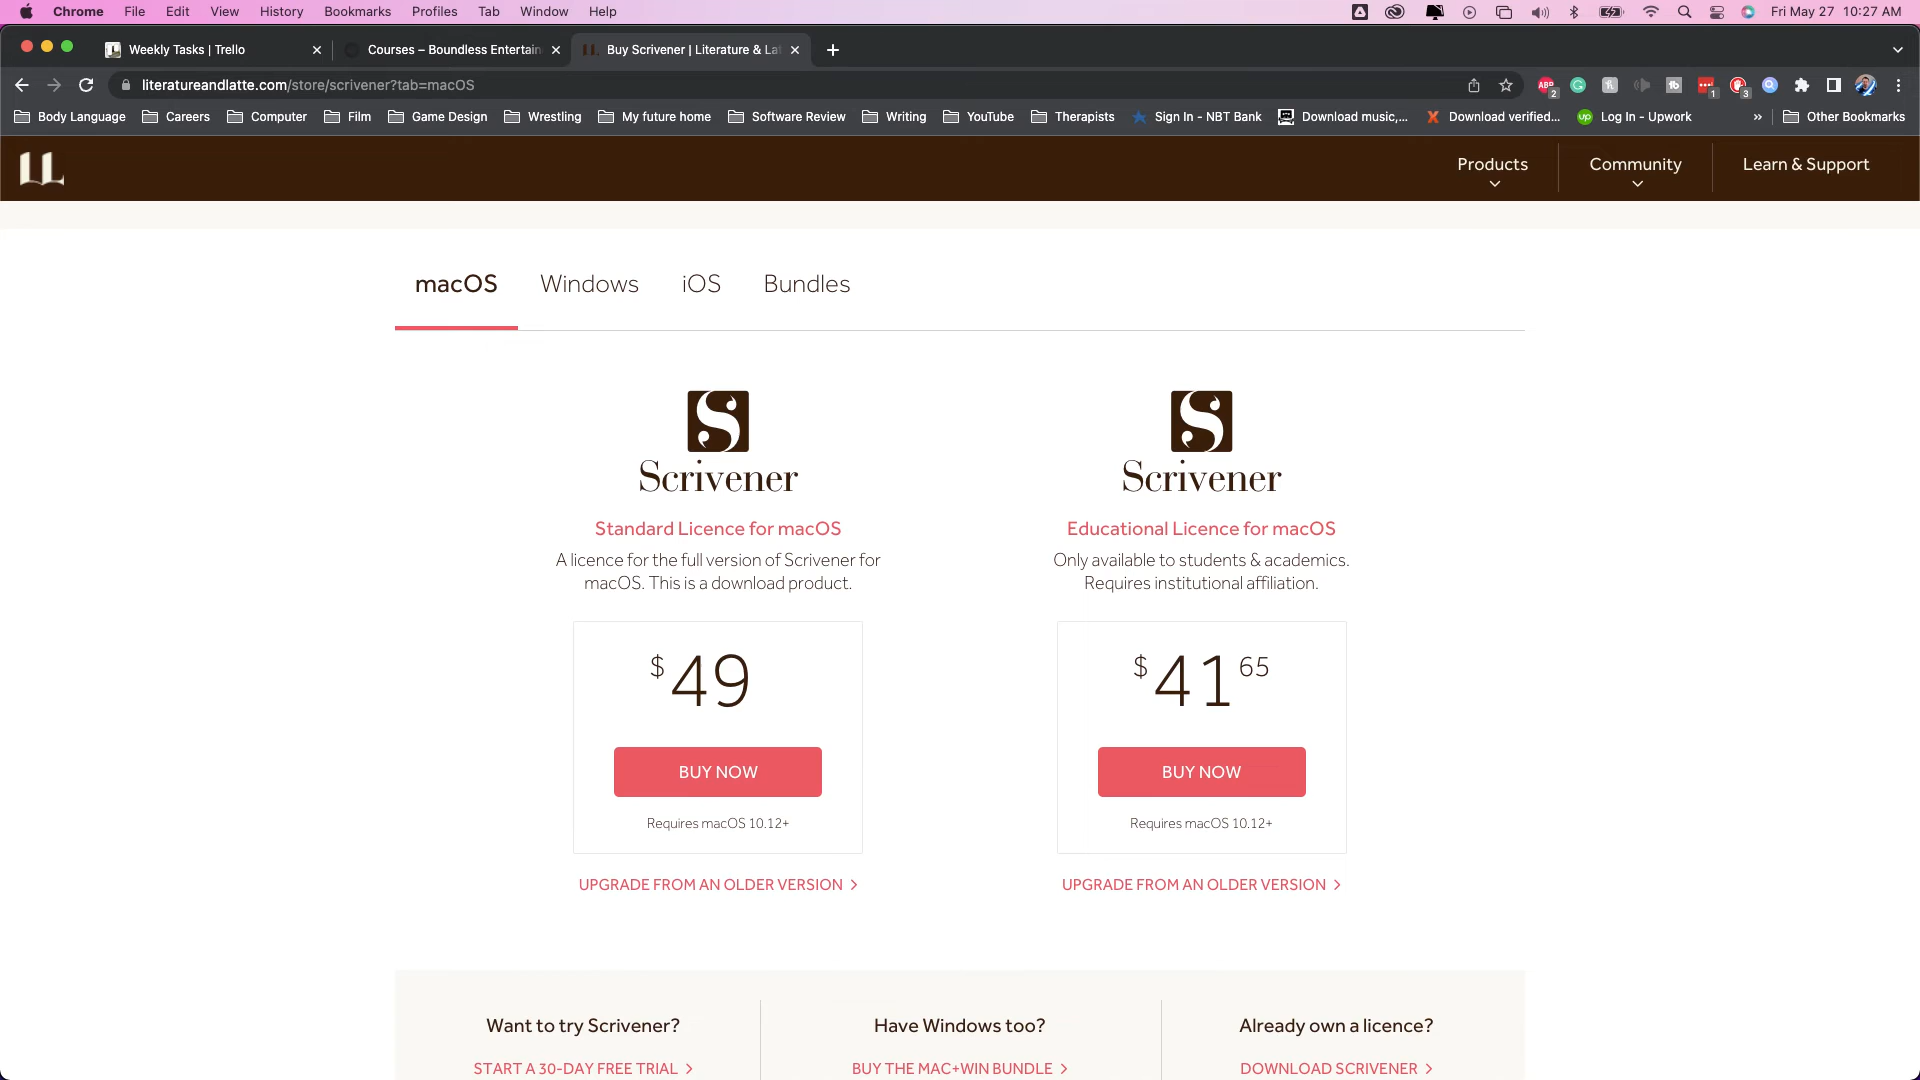 Chrome File Edit View History Bookmarks Profiles Tab Window Help Fri May 27 10:27 AM
Weekly Tasks | Trello Courses – Boundless Entertain Buy Scrivener | Literature & Lat
literatureandlatte.com/store/scrivener?tab=macOS ABP 2 1 3
Body Language Careers Computer Film Game Design Wrestling My future home Software Review Writing YouTube Therapists Sign In - NBT Bank Download music,... Download verified... up Log In - Upwork » Other Bookmarks
LL Products Community Learn & Support
macOS Windows iOS Bundles
S S
Scrivener Scrivener
Standard Licence for macOS Educational Licence for macOS
A licence for the full version of Scrivener for Only available to students & academics.
macOS. This is a download product. Requires institutional affiliation.
$49 $41 65
BUY NOW BUY NOW
Requires macOS 10.12+ Requires macOS 10.12+
UPGRADE FROM AN OLDER VERSION > UPGRADE FROM AN OLDER VERSION >
Want to try Scrivener? Have Windows too? Already own a licence?
START A 30-DAY FREE TRIAL > BUY THE MAC+WIN BUNDLE > DOWNLOAD SCRIVENER >